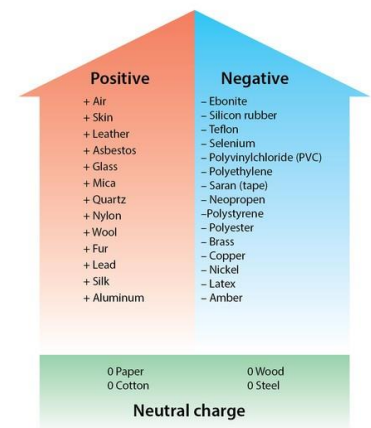 Positive
+ Air
+ Skin
+ Leather
+ Asbestos
+ Glass
+ Mica
+ Quartz
+ Nylon
+ Wool
+ Fur
+ Lead
+ Silk
+ Aluminum
Negative
– Ebonite
– Silicon rubber
– Teflon
– Selenium
– Polyvinylchloride (PVC)
– Polyethylene
– Saran (tape)
– Neopropen
–Polystyrene
– Polyester
– Brass
– Copper
– Nickel
– Latex
– Amber
0 Paper
0 Cotton
0 Wood
0 Steel
Neutral charge